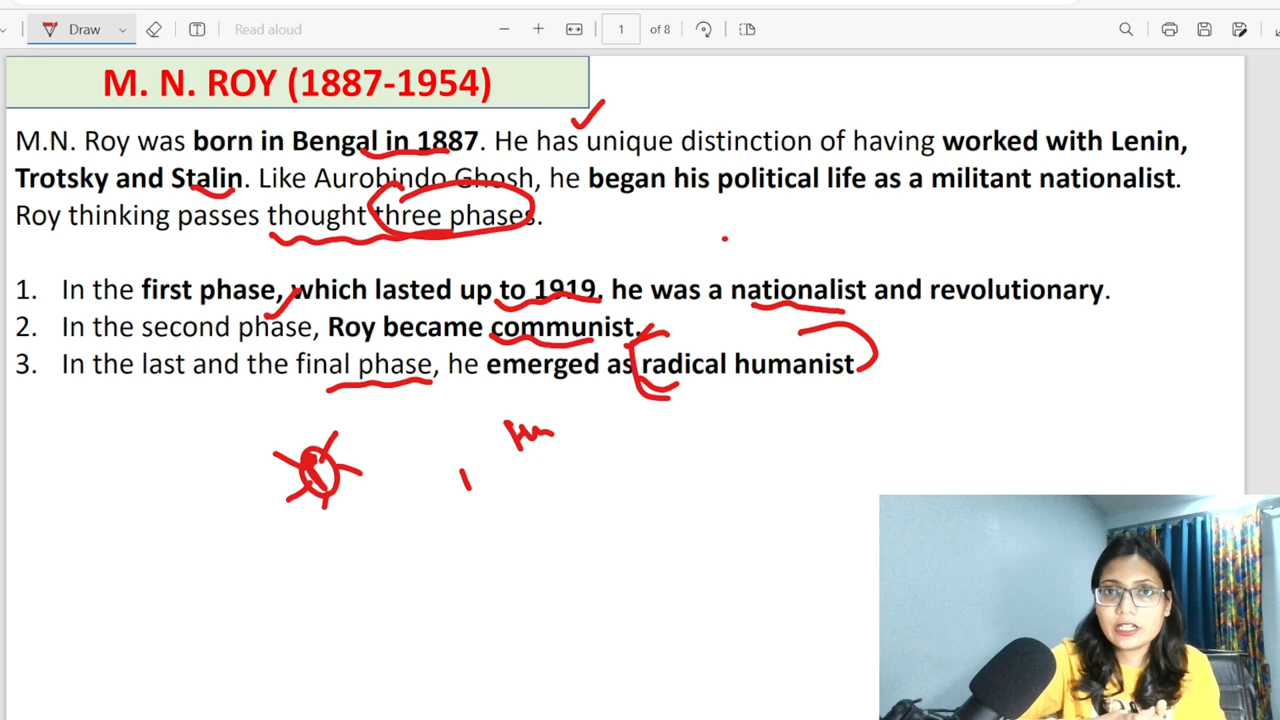 Draw
Read aloud
1 of 8
M. N. ROY (1887-1954)
M.N. Roy was born in Bengal in 1887. He has unique distinction of having worked with Lenin,
Trotsky and Stalin. Like Aurobindo Ghosh, he began his political life as a militant nationalist.
Roy thinking passes thought three phases.
1. In the first phase, which lasted up to 1919, he was a nationalist and revolutionary.
2. In the second phase, Roy became communist.
3. In the last and the final phase, he emerged as radical humanist